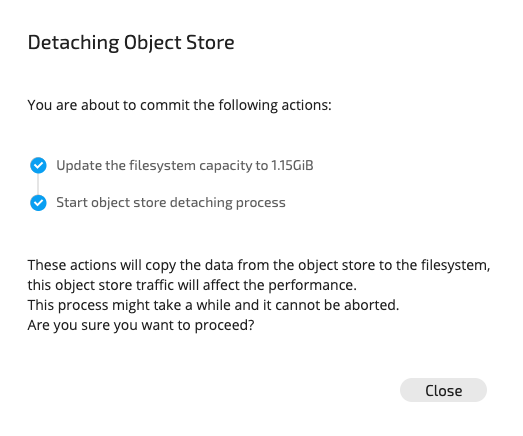 Detaching Object Store
You are about to commit the following actions:
Update the filesystem capacity to 1.15GiB
Start object store detaching process
These actions will copy the data from the object store to the filesystem,
this object store traffic will affect the performance.
This process might take a while and it cannot be aborted.
Are you sure you want to proceed?
Close